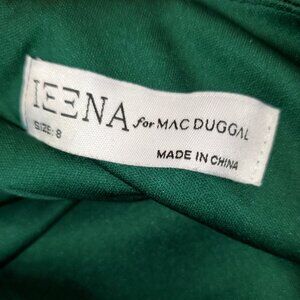 IEENA for MAC DUGGAL
SIZE: 8
MADE IN CHINA